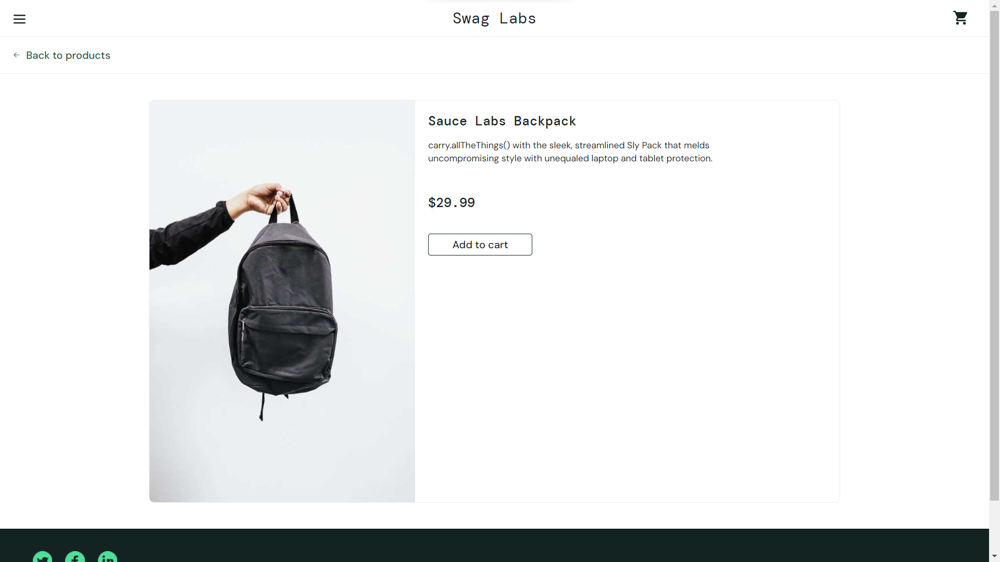 Swag Labs
Back to products
Sauce Labs Backpack
carry.allTheThings() with the sleek, streamlined Sly Pack that melds
uncompromising style with unequaled laptop and tablet protection.
$29.99
Add to cart